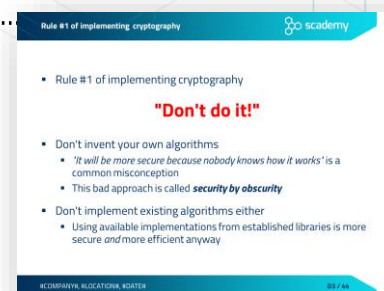 Rule #1 of implementing cryptography
scademy
Rule #1 of implementing cryptography
"Don't do it!"
Don't invent your own algorithms
"It will be more secure because nobody knows how it works" is a
common misconception
This bad approach is called security by obscurity
Don't implement existing algorithms either
Using available implementations from established libraries is more
secure and more efficient anyway
#COMPANY#, #LOCATION#, #DATE#
03 / 44